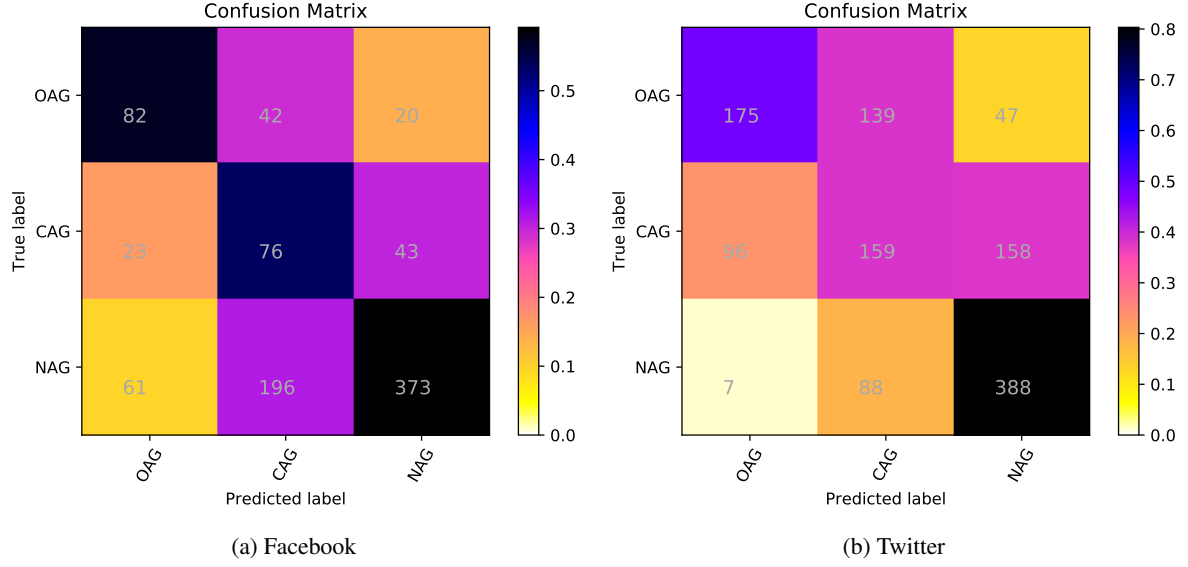 Confusion Matrix
OAG 82 42 20
CAG 23 76 43
NAG 61 196 373
OAG CAG NAG
True label
Predicted label
0.5
0.4
0.3
0.2
0.1
0.0
(a) Facebook
Confusion Matrix
OAG 175 139 47
CAG 96 159 158
NAG 7 88 388
OAG CAG NAG
True label
Predicted label
0.8
0.7
0.6
0.5
0.4
0.3
0.2
0.1
0.0
(b) Twitter